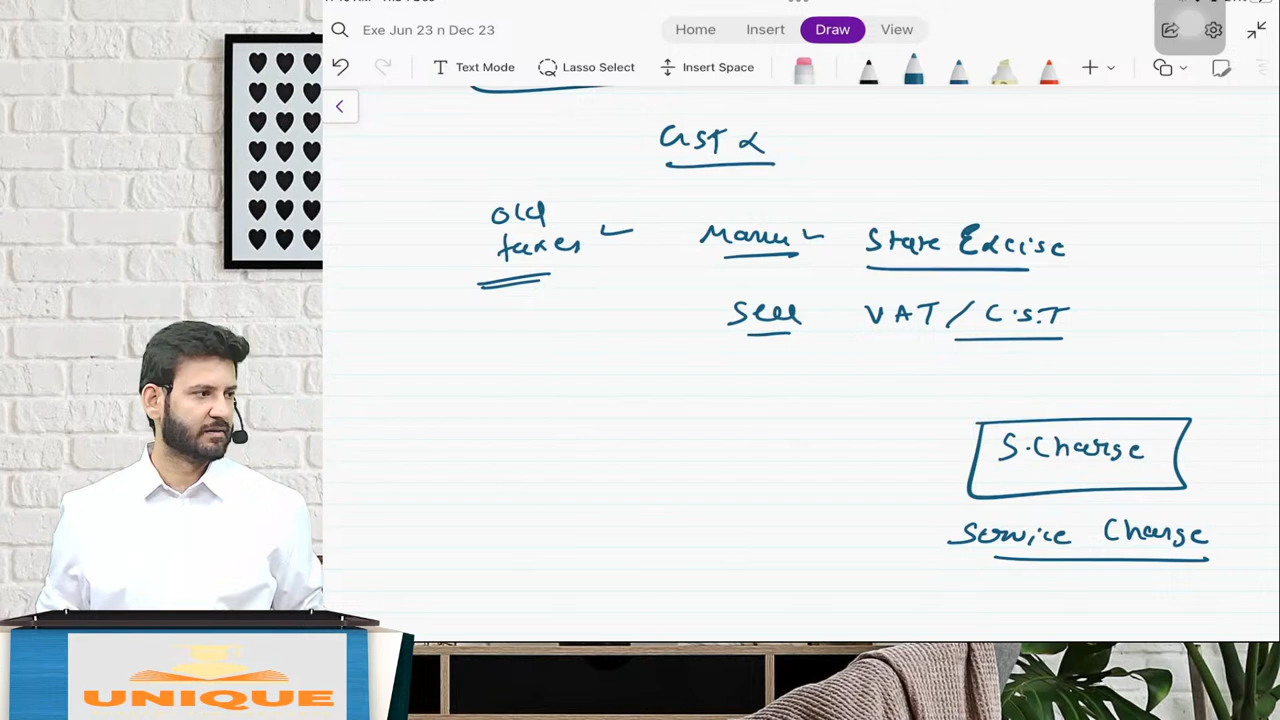 Exe Jun 23 n Dec 23
Home Insert Draw View
Text Mode Lasso Select Insert Space
GST
old taxes Manu State Excise
Sell VAT / C.S.T
S.Charge
Service Charge
UNIQUE